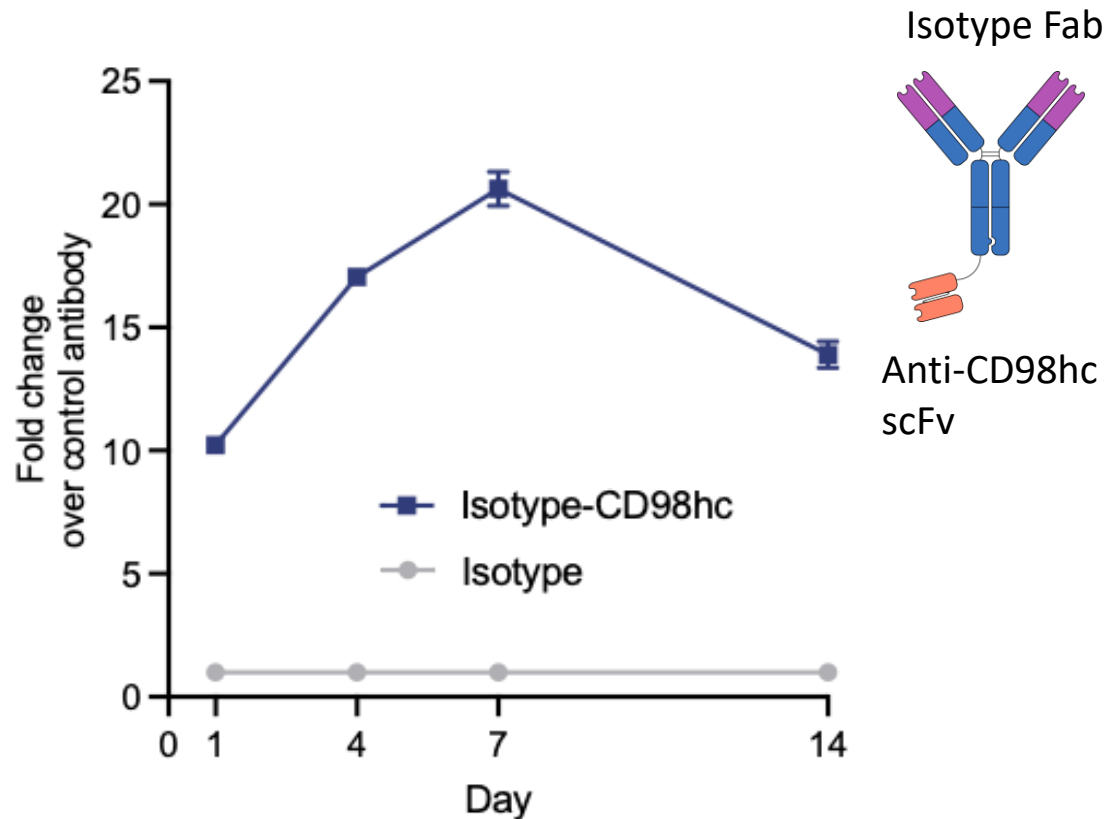 Isotype Fab
25
20
15
10
5
0
Fold change
over control antibody
Isotype-CD98hc
Isotype
0 1 4 7 14
Day
Anti-CD98hc
scFv